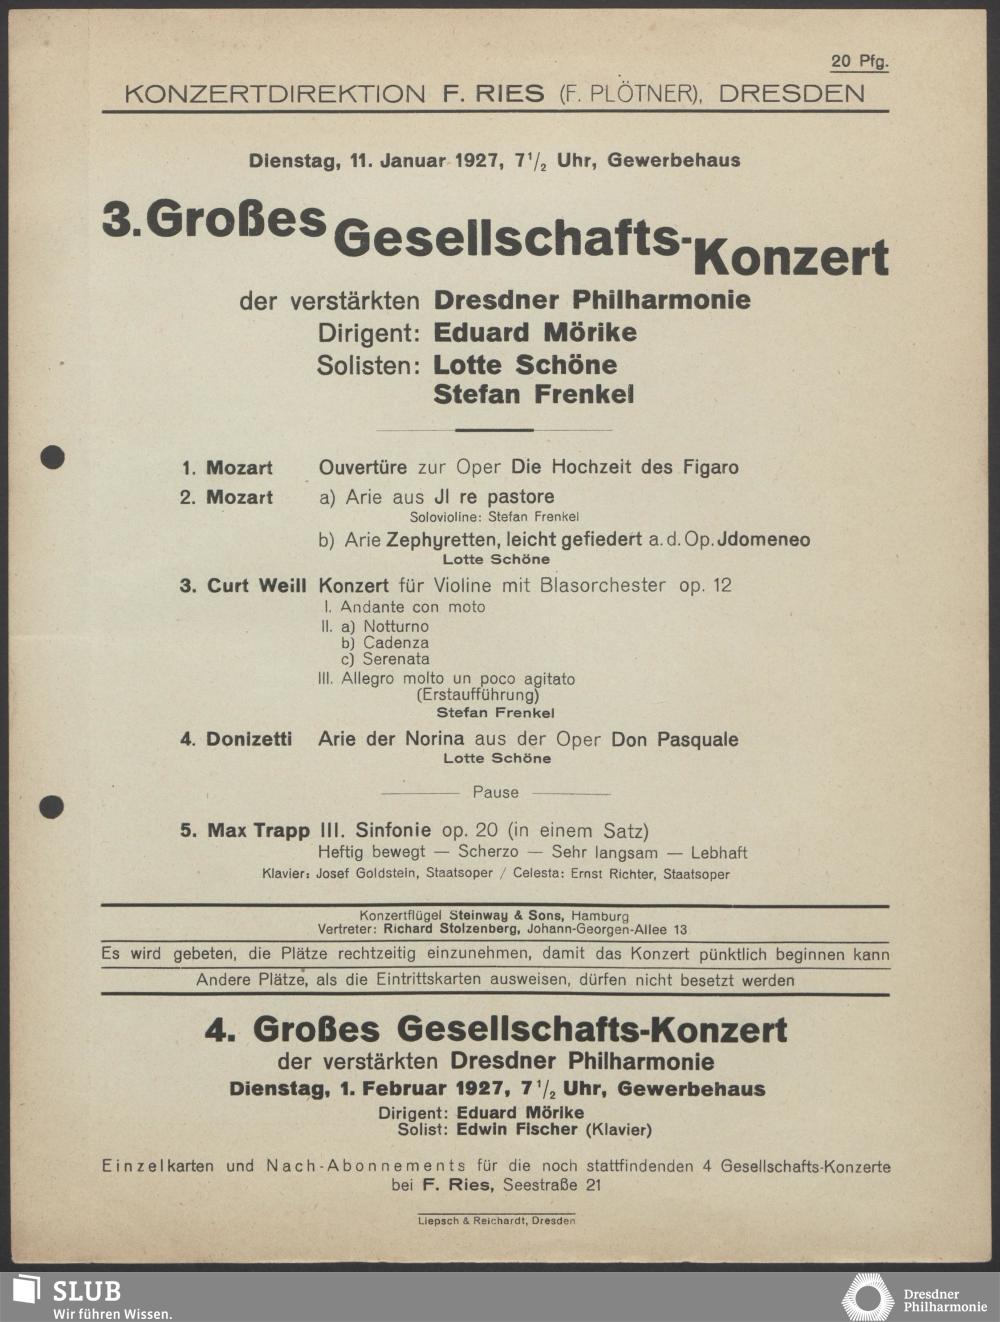 20 Pfg.
KONZERTDIREKTION F. RIES (F. PLÖTNER), DRESDEN
Dienstag, 11. Januar 1927, 7 1/2 Uhr, Gewerbehaus
3. Großes Gesellschafts-Konzert
der verstärkten Dresdner Philharmonie
Dirigent: Eduard Mörike
Solisten: Lotte Schöne
Stefan Frenkel
1. Mozart Ouvertüre zur Oper Die Hochzeit des Figaro
2. Mozart a) Arie aus Jl re pastore
Solovioline: Stefan Frenkel
b) Arie Zephyretten, leicht gefiedert a. d. Op. Jdomeneo
Lotte Schöne
3. Curt Weill Konzert für Violine mit Blasorchester op. 12
I. Andante con moto
II. a) Notturno
b) Cadenza
c) Serenata
III. Allegro molto un poco agitato
(Erstaufführung)
Stefan Frenkel
4. Donizetti Arie der Norina aus der Oper Don Pasquale
Lotte Schöne
Pause
5. Max Trapp III. Sinfonie op. 20 (in einem Satz)
Heftig bewegt — Scherzo — Sehr langsam — Lebhaft
Klavier: Josef Goldstein, Staatsoper / Celesta: Ernst Richter, Staatsoper
Konzertflügel Steinway & Sons, Hamburg
Vertreter: Richard Stolzenberg, Johann-Georgen-Allee 13
Es wird gebeten, die Plätze rechtzeitig einzunehmen, damit das Konzert pünktlich beginnen kann
Andere Plätze, als die Eintrittskarten ausweisen, dürfen nicht besetzt werden
4. Großes Gesellschafts-Konzert
der verstärkten Dresdner Philharmonie
Dienstag, 1. Februar 1927, 7 1/2 Uhr, Gewerbehaus
Dirigent: Eduard Mörike
Solist: Edwin Fischer (Klavier)
Einzelkarten und Nach-Abonnements für die noch stattfindenden 4 Gesellschafts-Konzerte
bei F. Ries, Seestraße 21
Liepsch & Reichardt, Dresden
SLUB
Wir führen Wissen.
Dresdner
Philharmonie